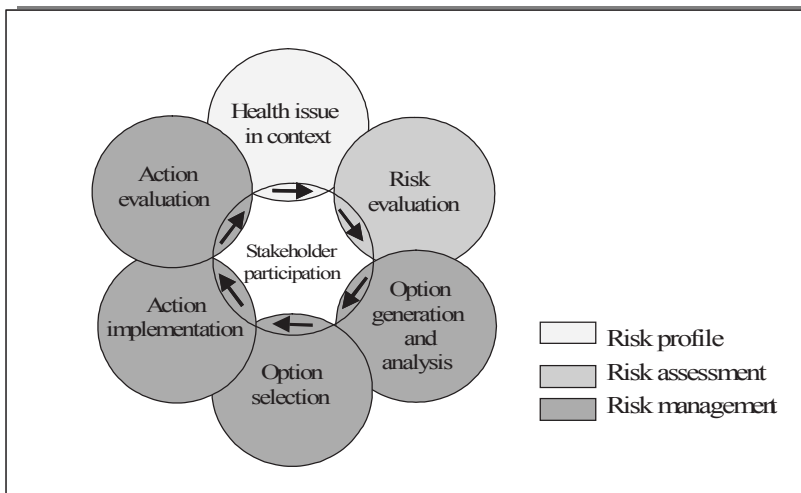 Health issue
in context
Risk
evaluation
Option
generation
and
analysis
Option
selection
Action
implementation
Action
evaluation
Stakeholder
participation
Risk profile
Risk assessment
Risk management